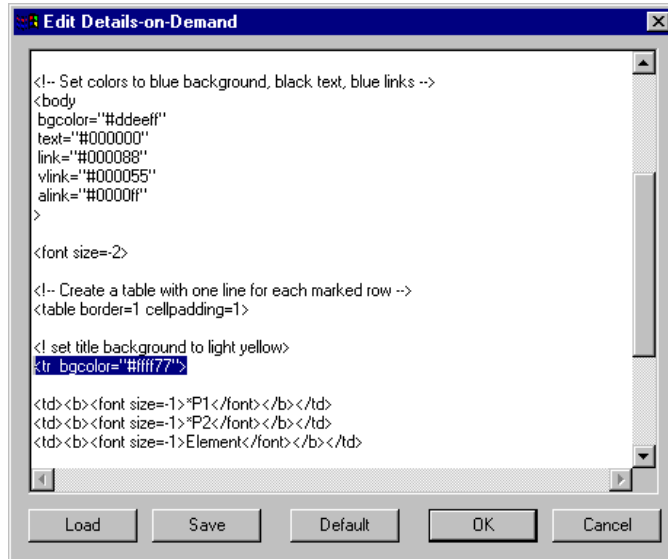 Edit Details-on-Demand
<!-- Set colors to blue background, black text, blue links -->
<body
bgcolor="#ddeeff"
text="#000000"
link="#000088"
vlink="#000055"
alink="#0000ff"
>
<font size=-2>
<!-- Create a table with one line for each marked row -->
<table border=1 cellpadding=1>
<! set title background to light yellow>
<tr bgcolor="#ffff77">
<td><b><font size=-1>*P1</font></b></td>
<td><b><font size=-1>*P2</font></b></td>
<td><b><font size=-1>Element</font></b></td>
Load Save Default OK Cancel